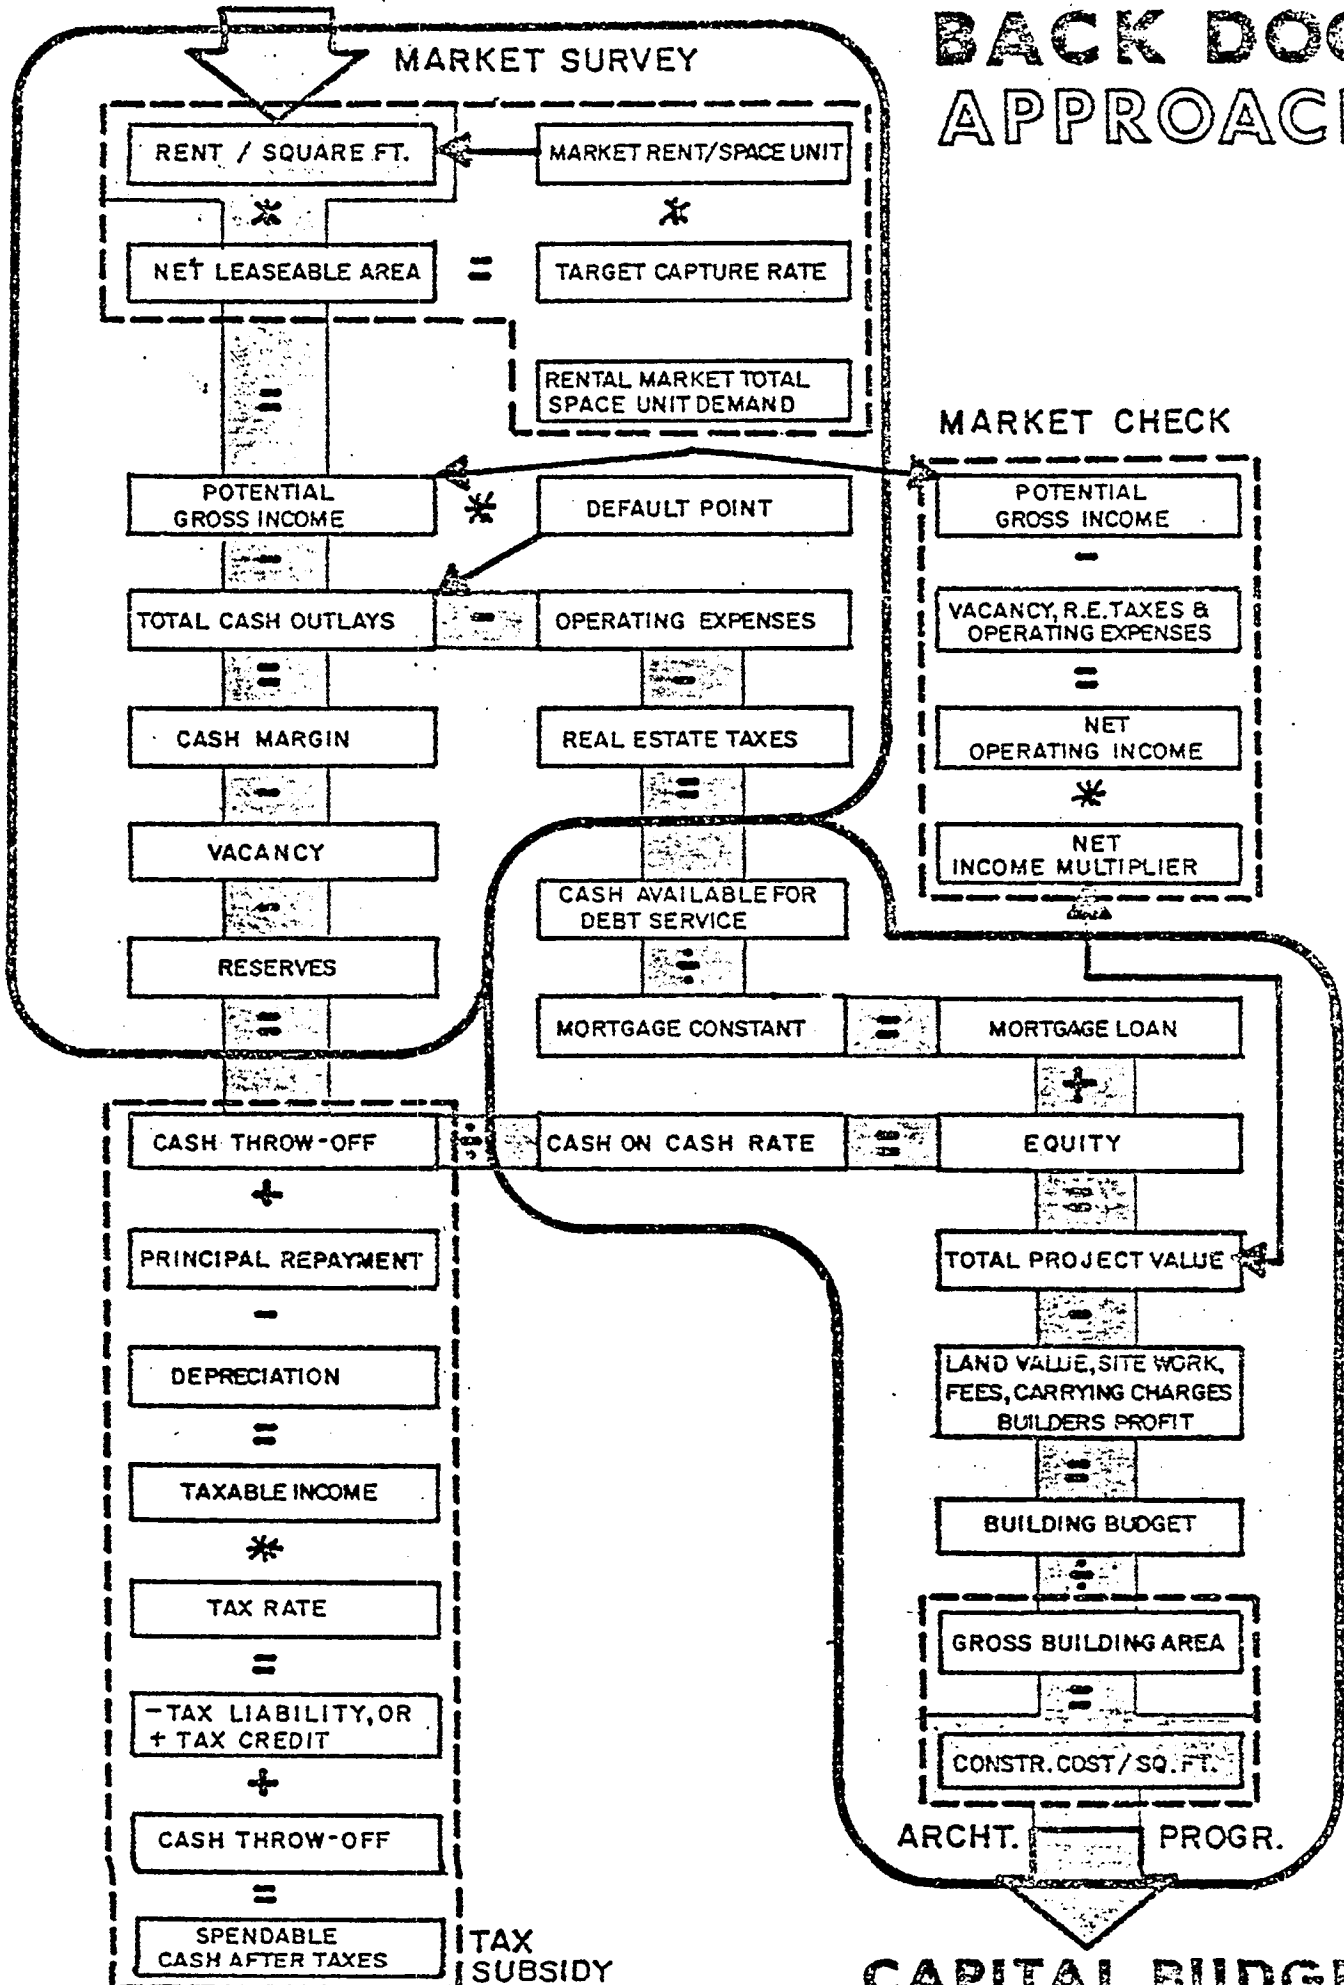 BACK DOO
APPROACH
MARKET SURVEY
RENT / SQUARE FT.
MARKET RENT/SPACE UNIT
*
*
NET LEASEABLE AREA
=
TARGET CAPTURE RATE
=
RENTAL MARKET TOTAL
SPACE UNIT DEMAND
MARKET CHECK
POTENTIAL
GROSS INCOME
*
DEFAULT POINT
POTENTIAL
GROSS INCOME
-
-
TOTAL CASH OUTLAYS
-
OPERATING EXPENSES
VACANCY, R.E. TAXES &
OPERATING EXPENSES
=
-
=
CASH MARGIN
REAL ESTATE TAXES
NET
OPERATING INCOME
-
=
*
VACANCY
NET
INCOME MULTIPLIER
-
CASH AVAILABLE FOR
DEBT SERVICE
RESERVES
÷
=
MORTGAGE CONSTANT
=
MORTGAGE LOAN
+
CASH THROW-OFF
÷
CASH ON CASH RATE
=
EQUITY
+
=
PRINCIPAL REPAYMENT
TOTAL PROJECT VALUE
-
-
DEPRECIATION
LAND VALUE, SITE WORK,
FEES, CARRYING CHARGES
BUILDERS PROFIT
=
=
TAXABLE INCOME
BUILDING BUDGET
*
÷
TAX RATE
GROSS BUILDING AREA
=
=
- TAX LIABILITY, OR
+ TAX CREDIT
CONSTR. COST / SQ. FT.
+
CASH THROW-OFF
ARCHT. PROGR.
=
SPENDABLE
CASH AFTER TAXES
TAX
SUBSIDY
CAPITAL BUDGE